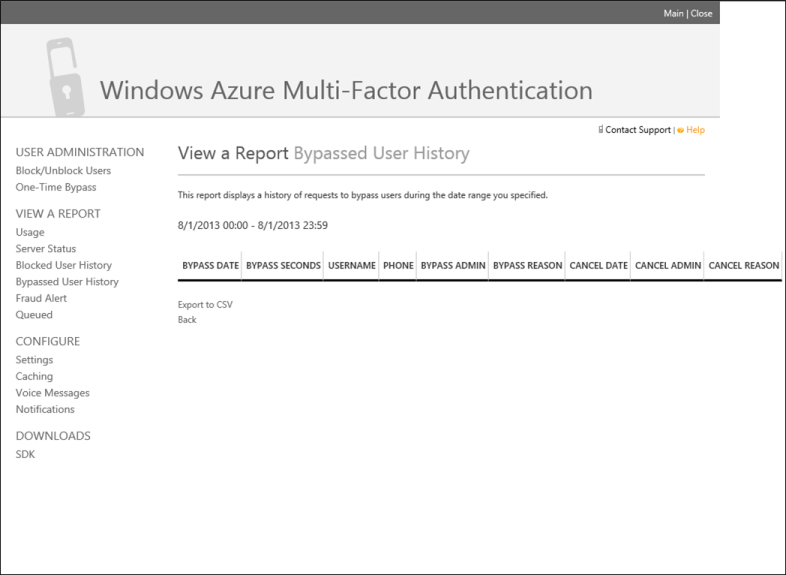 Main | Close
Windows Azure Multi-Factor Authentication
Contact Support | Help
USER ADMINISTRATION
Block/Unblock Users
One-Time Bypass
VIEW A REPORT
Usage
Server Status
Blocked User History
Bypassed User History
Fraud Alert
Queued
CONFIGURE
Settings
Caching
Voice Messages
Notifications
DOWNLOADS
SDK
View a Report Bypassed User History
This report displays a history of requests to bypass users during the date range you specified.
8/1/2013 00:00 - 8/1/2013 23:59
BYPASS DATE BYPASS SECONDS USERNAME PHONE BYPASS ADMIN BYPASS REASON CANCEL DATE CANCEL ADMIN CANCEL REASON
Export to CSV
Back